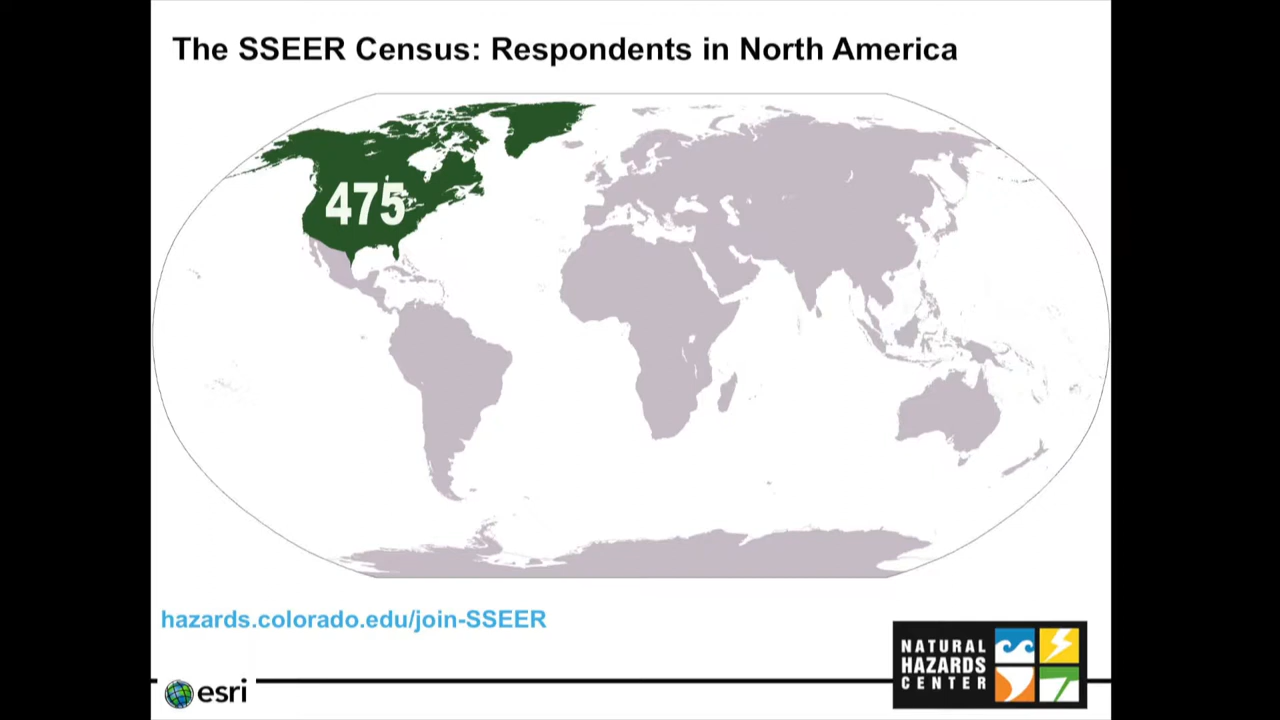 The SSEER Census: Respondents in North America
475
hazards.colorado.edu/join-SSEER
NATURAL
HAZARDS
CENTER
esri